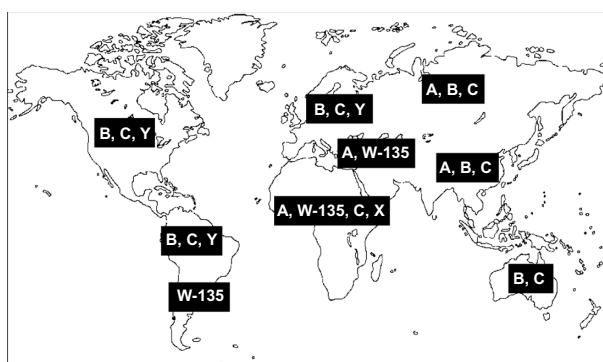 A, B, C
B, C, Y
B, C, Y
A, W-135
A, B, C
A, W-135, C, X
B, C, Y
B, C
W-135